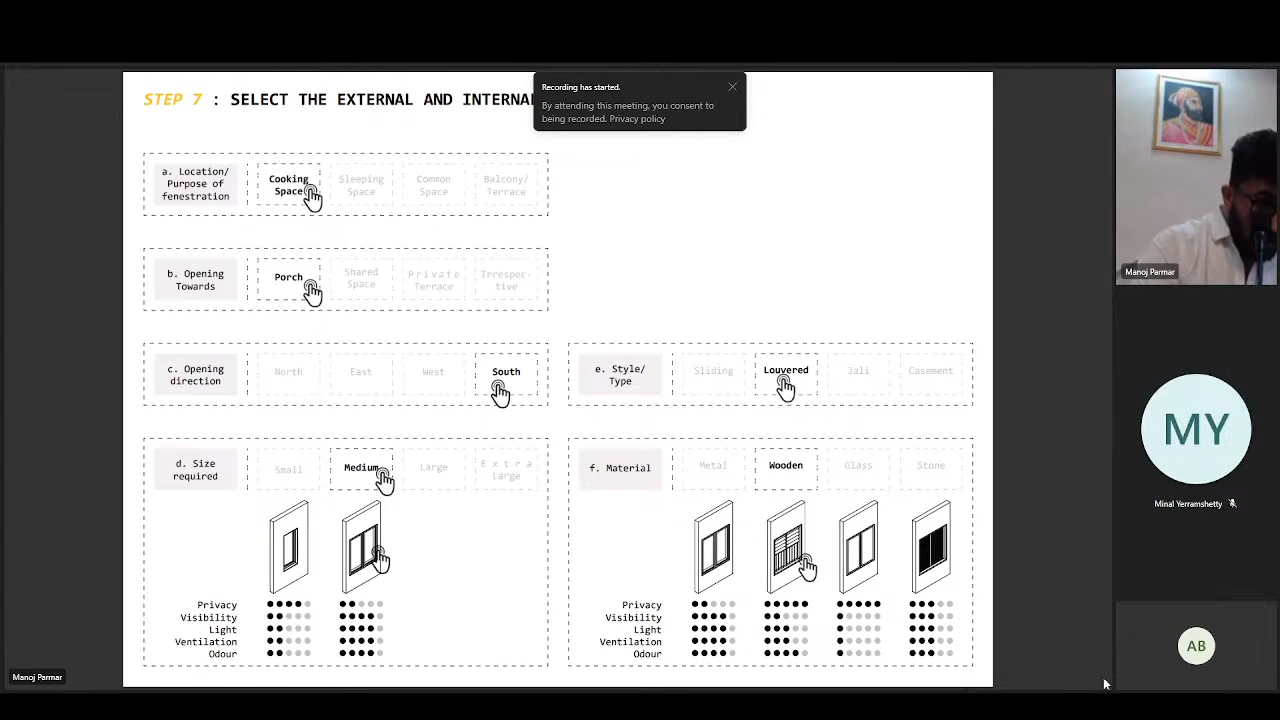 Recording has started.
By attending this meeting, you consent to
being recorded. Privacy policy
STEP 7 : SELECT THE EXTERNAL AND
a. Location/
Purpose of
fenestration
Cooking
Space
Sleeping
Space
Common
Space
Balcony/
Terrace
b. Opening
Towards
Porch
Shared
Space
Private
Terrace
Irrespec-
tive
c. Opening
direction
North
East
West
South
e. Style/
Type
Sliding
Louvered
Jali
Casement
d. Size
required
Small
Medium
Large
Extra
Large
f. Material
Metal
Wooden
Glass
Stone
Privacy
Visibility
Light
Ventilation
Odour
Privacy
Visibility
Light
Ventilation
Odour
Manoj Parmar
Manoj Parmar
MY
Minal Yerramshetty
AB